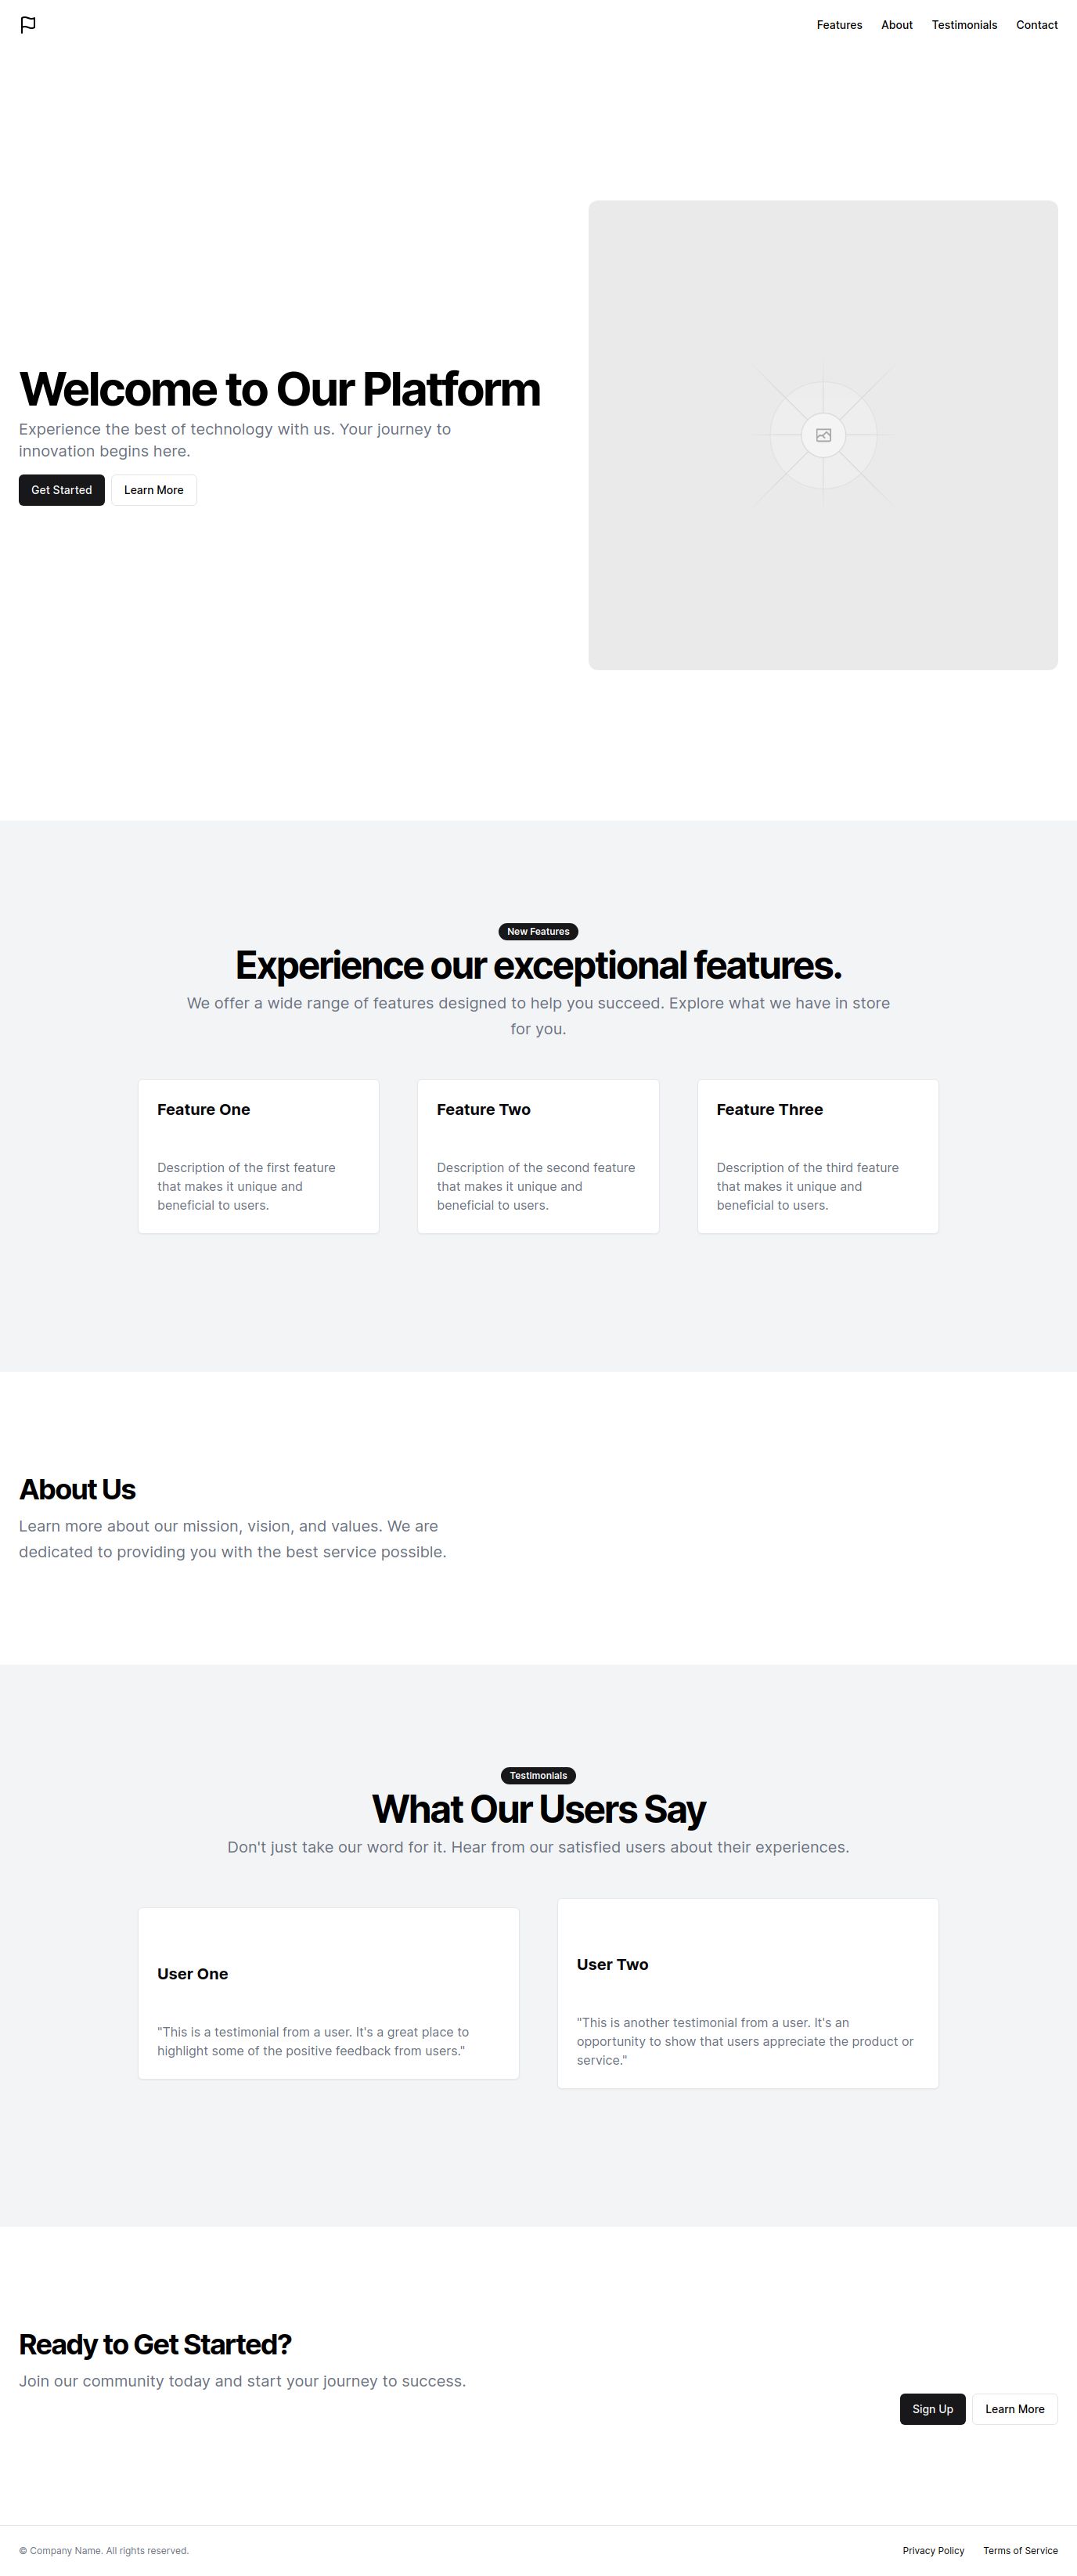 Features About Testimonials Contact
Welcome to Our Platform
Experience the best of technology with us. Your journey to
innovation begins here.
Get Started Learn More
New Features
Experience our exceptional features.
We offer a wide range of features designed to help you succeed. Explore what we have in store
for you.
Feature One
Description of the first feature
that makes it unique and
beneficial to users.
Feature Two
Description of the second feature
that makes it unique and
beneficial to users.
Feature Three
Description of the third feature
that makes it unique and
beneficial to users.
About Us
Learn more about our mission, vision, and values. We are
dedicated to providing you with the best service possible.
Testimonials
What Our Users Say
Don't just take our word for it. Hear from our satisfied users about their experiences.
User One
"This is a testimonial from a user. It's a great place to
highlight some of the positive feedback from users."
User Two
"This is another testimonial from a user. It's an
opportunity to show that users appreciate the product or
service."
Ready to Get Started?
Join our community today and start your journey to success.
Sign Up Learn More
© Company Name. All rights reserved.
Privacy Policy Terms of Service